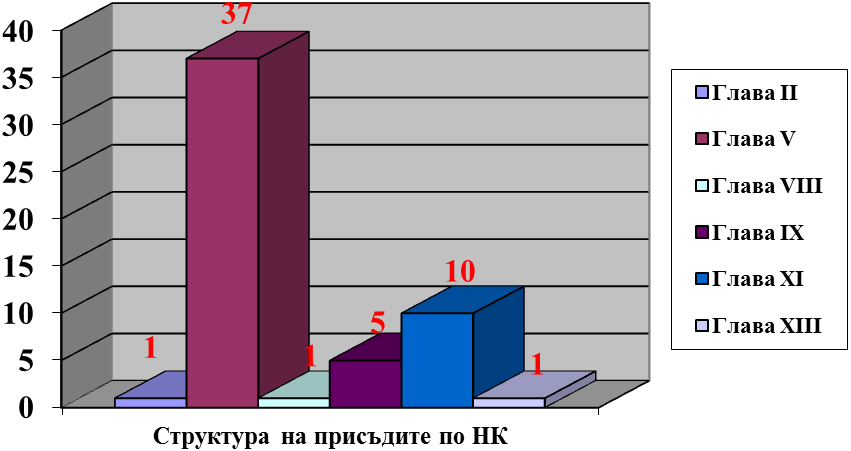 40
35
30
25
20
15
10
5
0
1
37
1
5
10
1
Структура на присъдите по НК
Глава II
Глава V
Глава VIII
Глава IX
Глава XI
Глава XIII